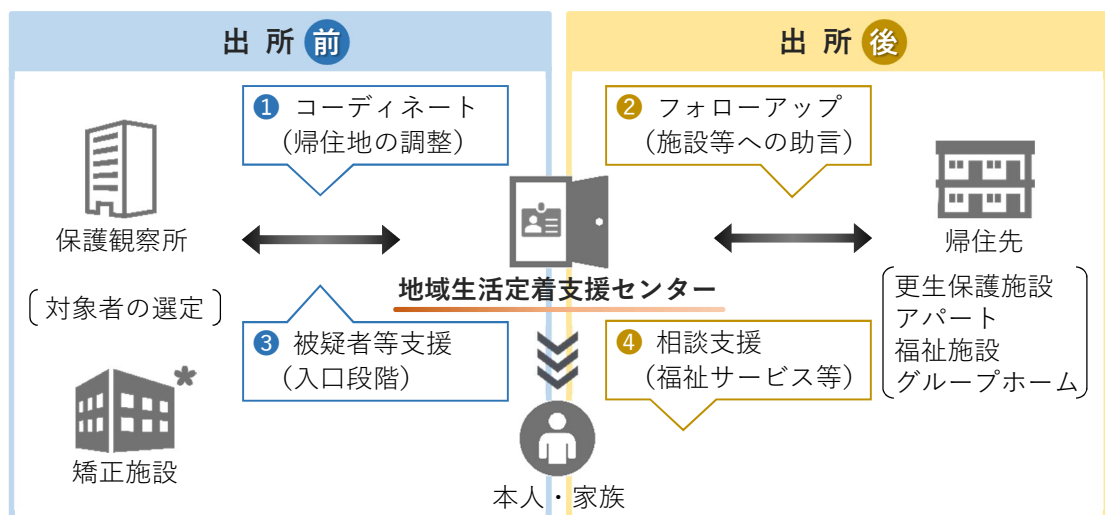 出所前
出所後
❶ コーディネート
(帰住地の調整)
❷ フォローアップ
(施設等への助言)
保護観察所
帰住先
地域生活定着支援センター
対象者の選定
更生保護施設
アパート
福祉施設
グループホーム
❸ 被疑者等支援
(入口段階)
❹ 相談支援
(福祉サービス等)
*
矯正施設
本人・家族